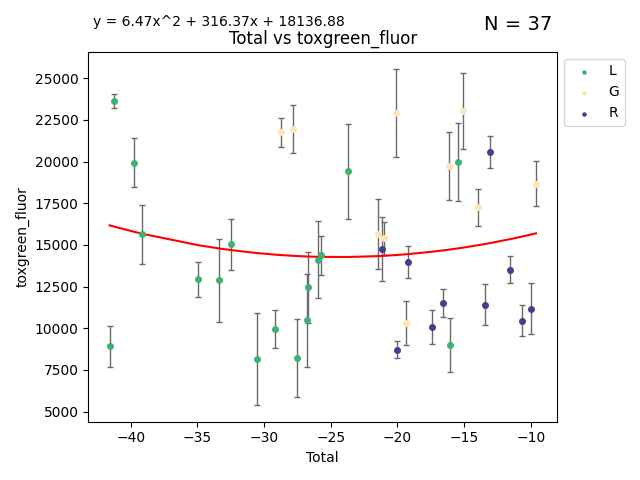 y = 6.47x^2 + 316.37x + 18136.88
N = 37
Total vs toxgreen_fluor
25000
22500
20000
17500
15000
12500
10000
7500
5000
toxgreen_fluor
−40
−35
−30
−25
−20
−15
−10
Total
L
G
R